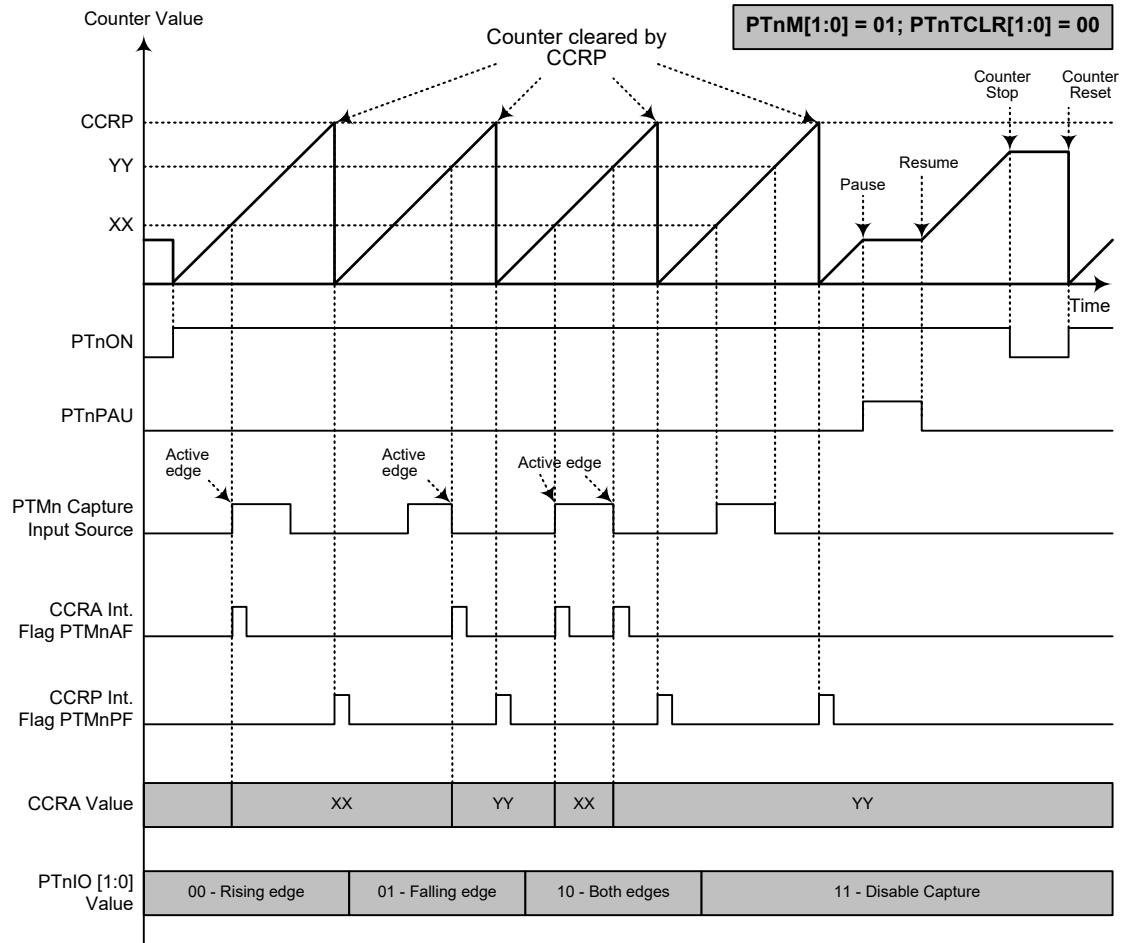 Counter Value
PTnM[1:0] = 01; PTnTCLR[1:0] = 00
Counter cleared by
CCRP
Counter
Stop
Counter
Reset
CCRP
YY
Resume
Pause
XX
Time
PTnON
PTnPAU
Active
edge
Active
edge
Active edge
PTMn Capture
Input Source
CCRA Int.
Flag PTMnAF
CCRP Int.
Flag PTMnPF
CCRA Value
XX
YY
XX
YY
PTnIO [1:0]
Value
00 - Rising edge
01 - Falling edge
10 - Both edges
11 - Disable Capture